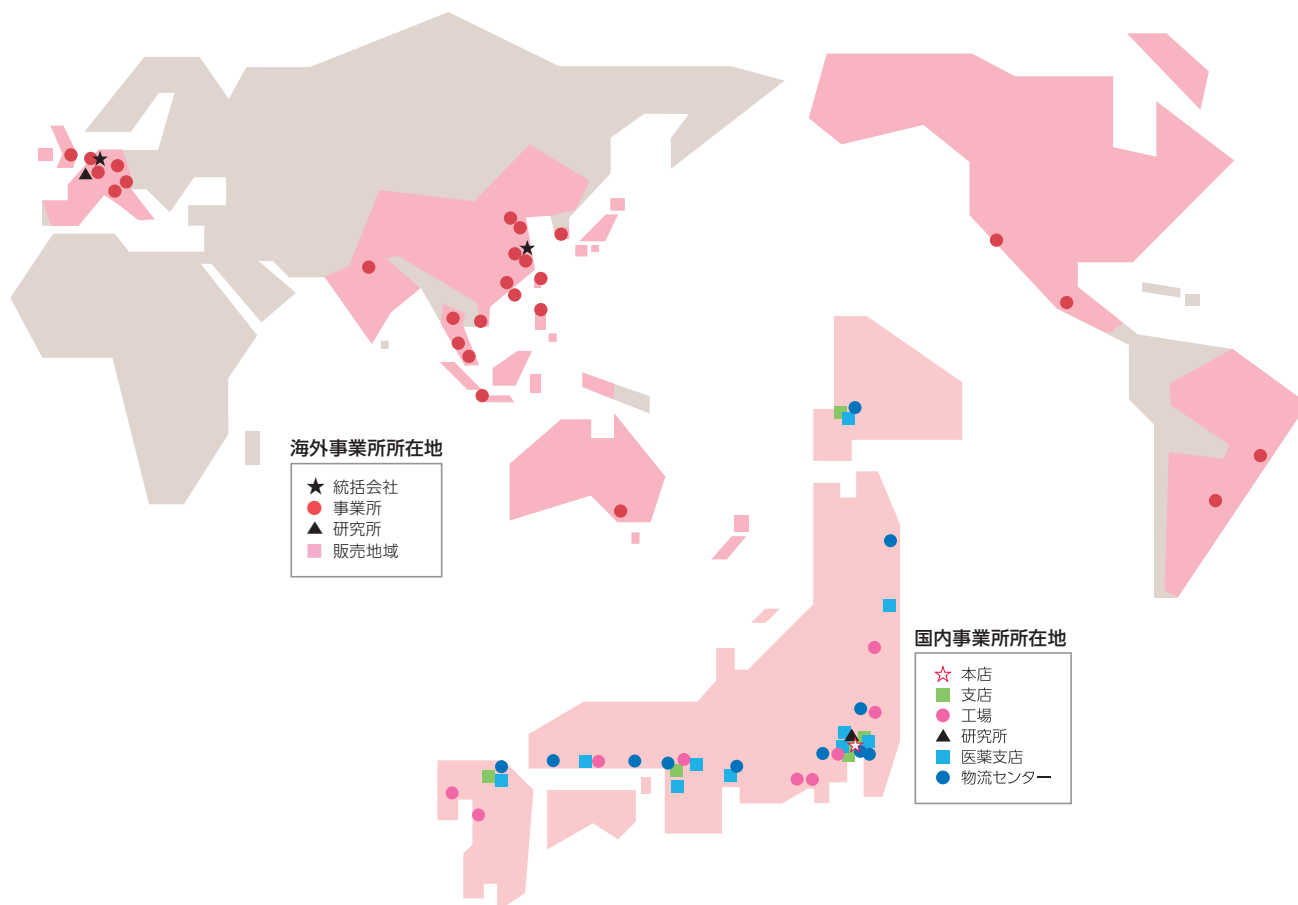 海外事業所所在地
統括会社
事業所
研究所
販売地域
国内事業所所在地
本店
支店
工場
研究所
医薬支店
物流センター